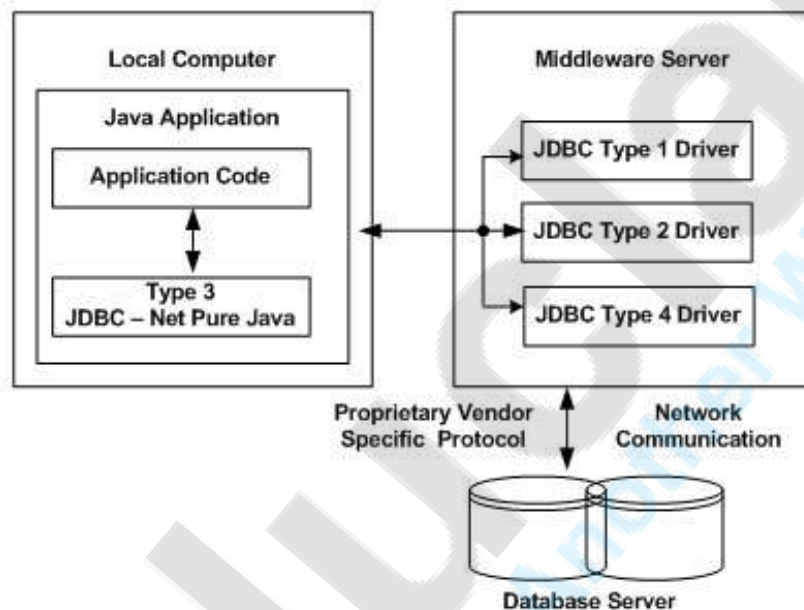 Local Computer
Java Application
Application Code
Type 3
JDBC – Net Pure Java
Middleware Server
JDBC Type 1 Driver
JDBC Type 2 Driver
JDBC Type 4 Driver
Proprietary Vendor
Specific Protocol
Network
Communication
Database Server
Another